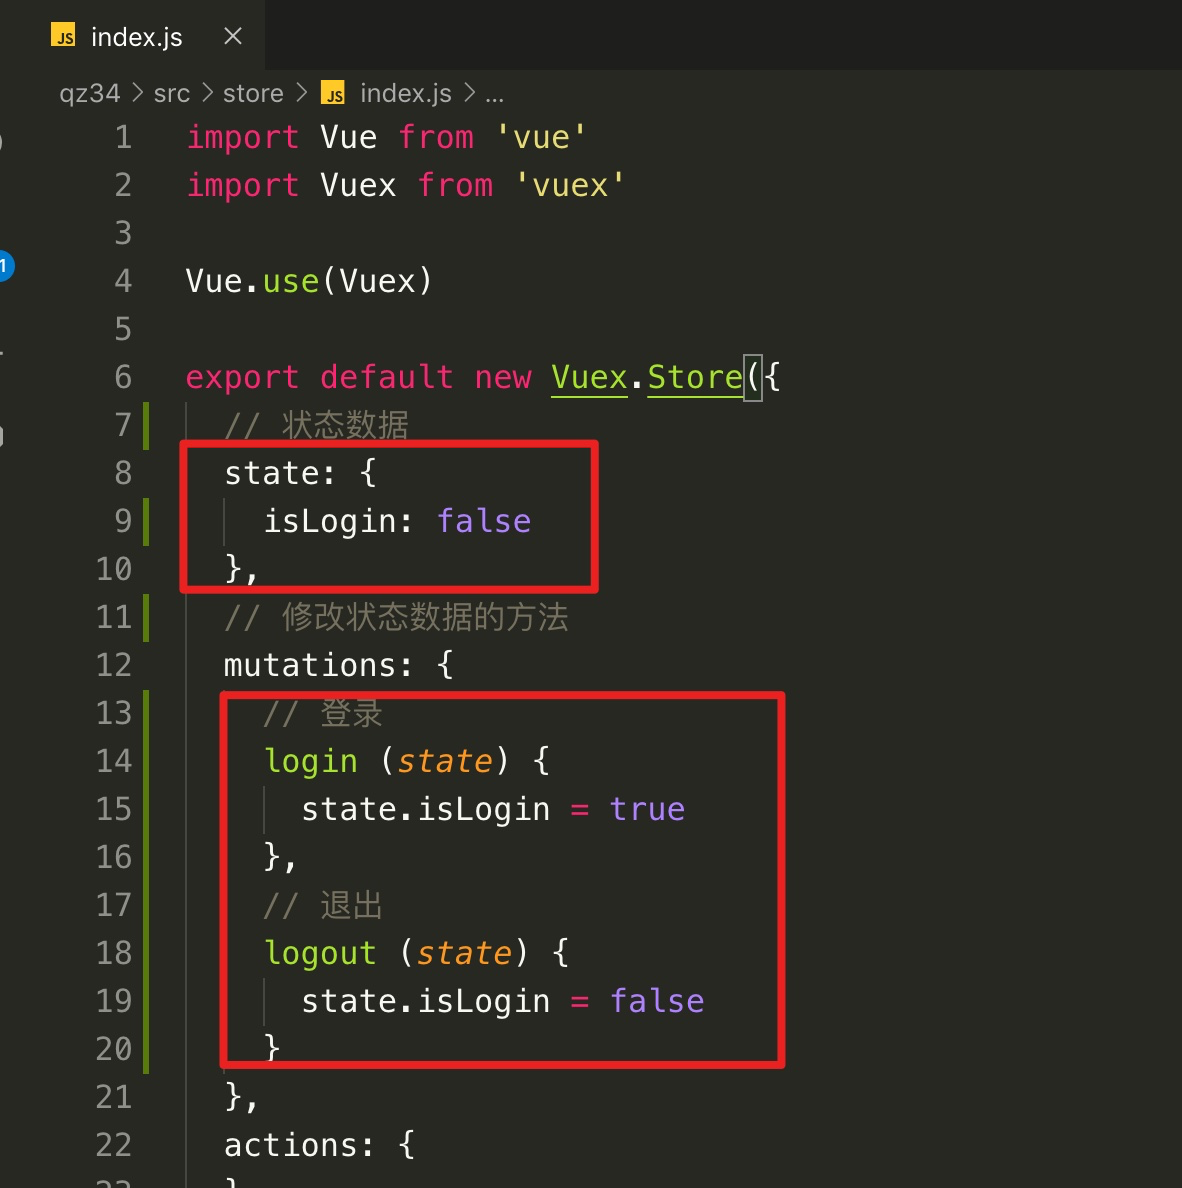 JS index.js ×
qz34 > src > store > JS index.js > ...
1 import Vue from 'vue'
2 import Vuex from 'vuex'
3
4 Vue.use(Vuex)
5
6 export default new Vuex.Store({
7 // 状态数据
8 state: {
9 isLogin: false
10 },
11 // 修改状态数据的方法
12 mutations: {
13 // 登录
14 login (state) {
15 state.isLogin = true
16 },
17 // 退出
18 logout (state) {
19 state.isLogin = false
20 }
21 },
22 actions: {